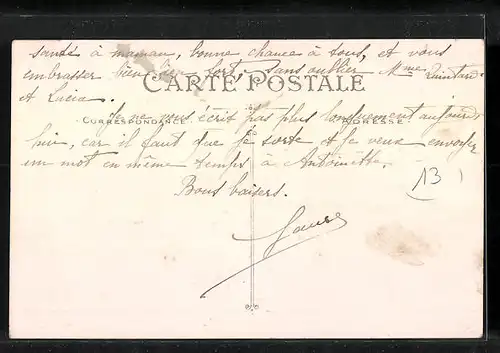 santé à maman, bonne chance à tous, et vous
embrasser bien fort, sans oublier Mme
CARTE POSTALE
et Lucia.
Je ne vous écrit pas plus longuement aujourd'
CORRESPONDANCE ADRESSE
hui, car il faut que je sorte et je veux envoyer
un mot en même temps à Antoinette.
Bons baisers.
(13)